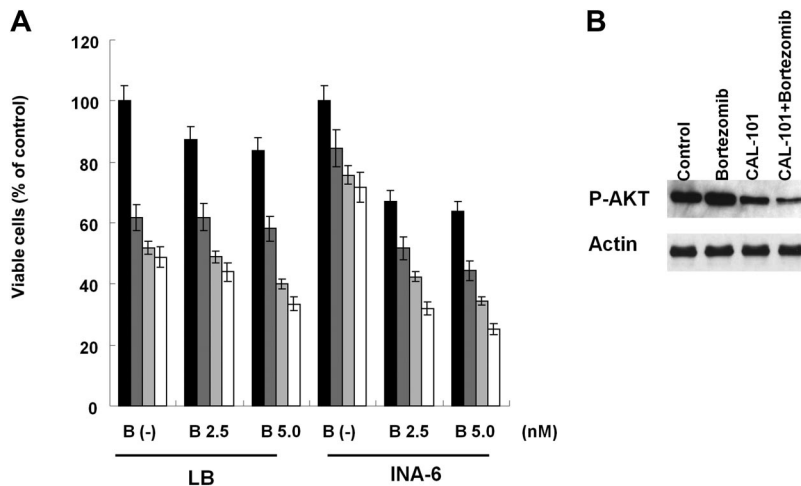 A
Viable cells (% of control)
120
100
80
60
40
20
0
B (-)
B 2.5
B 5.0
B (-)
B 2.5
B 5.0
(nM)
LB
INA-6
B
Control
Bortezomib
CAL-101
CAL-101+Bortezomib
P-AKT
Actin